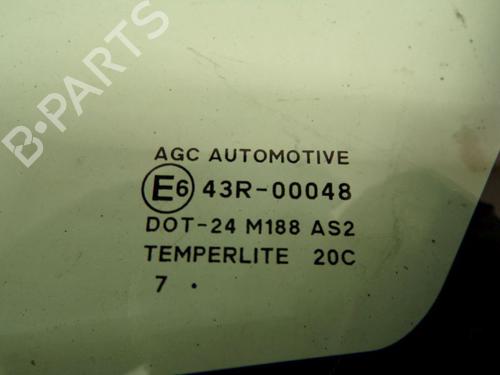 B-PARTS
AGC AUTOMOTIVE
E6 43R-00048
DOT-24 M188 AS2
TEMPERLITE 20C
7 .